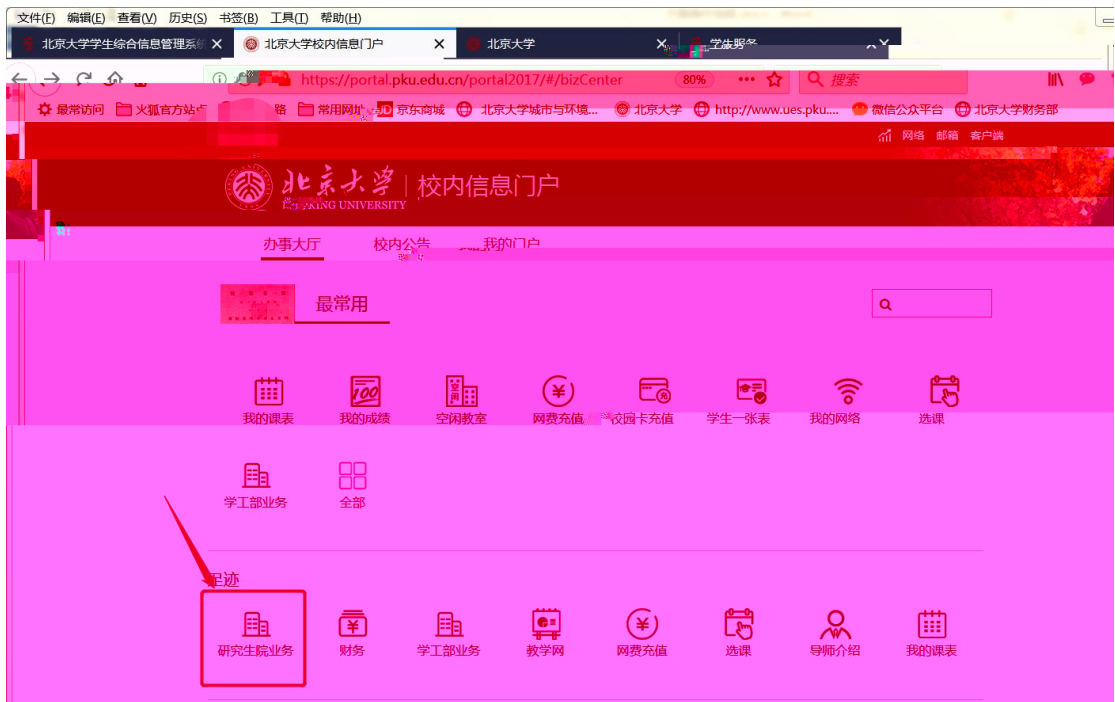 文件(F) 编辑(E) 查看(V) 历史(S) 书签(B) 工具(T) 帮助(H)
北京大学学生综合信息管理系统 北京大学校内信息门户 北京大学
https://portal.pku.edu.cn/portal2017/#/bizCenter 80% 搜索
最常访问 火狐官方站点 常用网址 JD 京东商城 北京大学城市与环境... 北京大学 http://www.ues.pku.... 微信公众平台 北京大学财务部
网络 邮箱 客户端
北京大学 校内信息门户
PEKING UNIVERSITY
办事大厅 校内公告 我的门户
最常用
我的课表 我的成绩 空闲教室 网费充值 校园卡充值 学生一张表 我的网络 选课
学工部业务 全部
足迹
研究生院业务 财务 学工部业务 教学网 网费充值 选课 导师介绍 我的课表